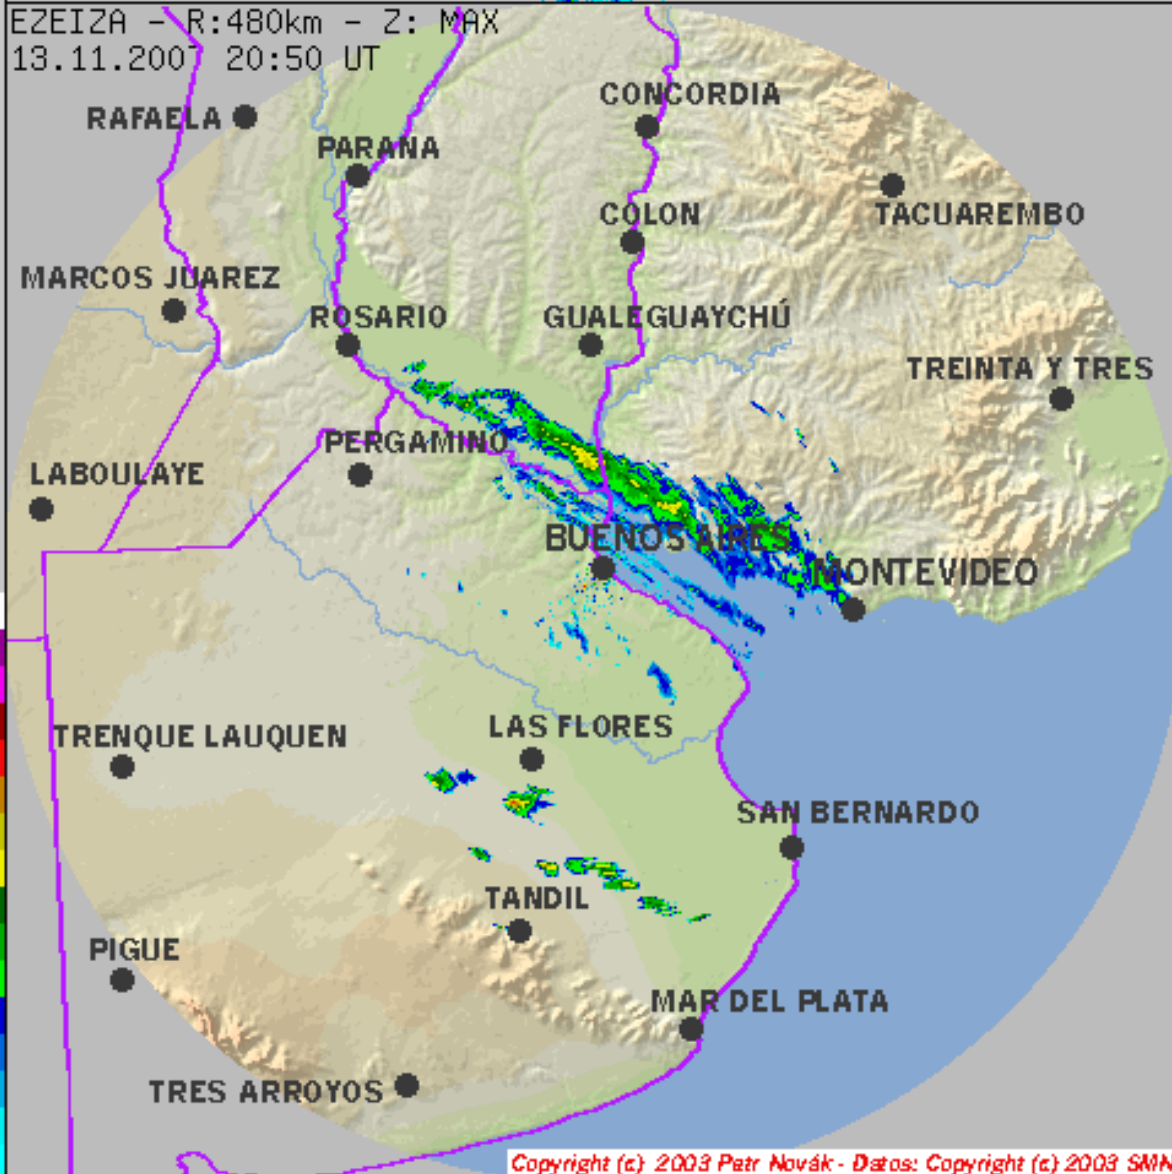 EZEIZA - R:480km - Z: MAX
13.11.2007 20:50 UT
CONCORDIA
RAFAELA
PARANA
COLON
TACUAREMBO
MARCOS JUAREZ
ROSARIO
GUALEGUAYCHÚ
TREINTA Y TRES
PERGAMINO
LABOULAYE
BUENOS AIRES
MONTEVIDEO
LAS FLORES
TRENQUE LAUQUEN
SAN BERNARDO
TANDIL
PIGUE
MAR DEL PLATA
TRES ARROYOS
Copyright (c) 2003 Petr Novák - Datos: Copyright (c) 2003 SMN